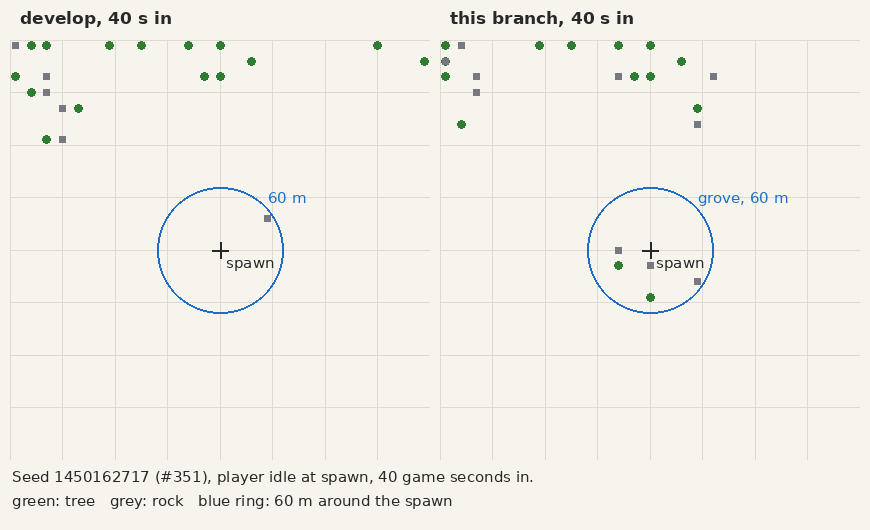 develop, 40 s in
this branch, 40 s in
60 m
grove, 60 m
spawn
spawn
Seed 1450162717 (#351), player idle at spawn, 40 game seconds in.
green: tree grey: rock blue ring: 60 m around the spawn